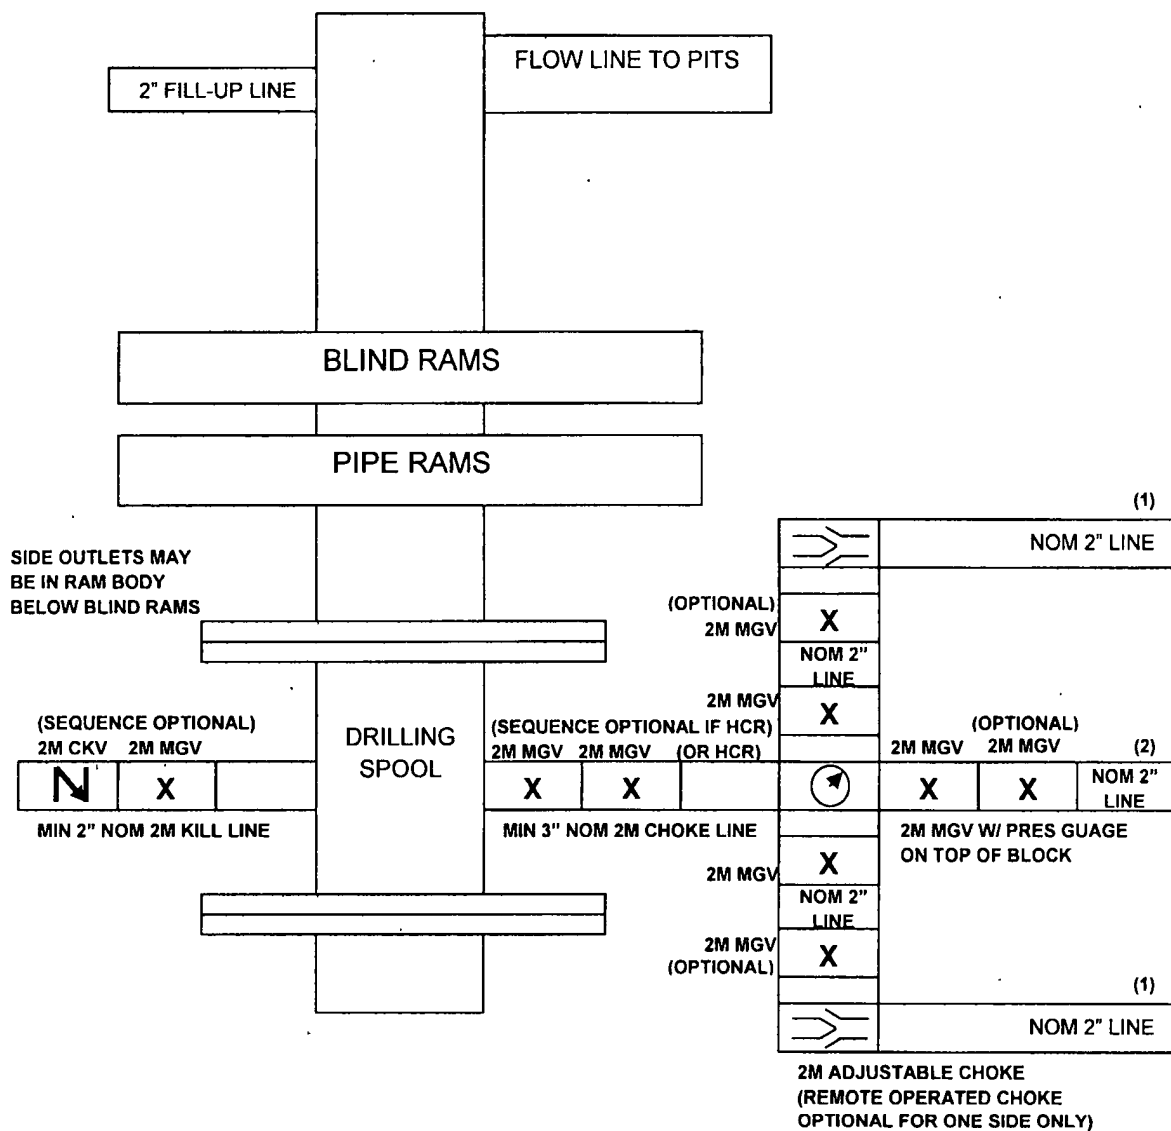 FLOW LINE TO PITS
2" FILL-UP LINE
BLIND RAMS
PIPE RAMS
(1)
NOM 2" LINE
SIDE OUTLETS MAY
BE IN RAM BODY
BELOW BLIND RAMS
(OPTIONAL)
2M MGV
X
NOM 2"
LINE
2M MGV
X
(SEQUENCE OPTIONAL)
2M CKV 2M MGV
N X
MIN 2" NOM 2M KILL LINE
DRILLING
SPOOL
(SEQUENCE OPTIONAL IF HCR)
2M MGV 2M MGV (OR HCR)
X X
MIN 3" NOM 2M CHOKE LINE
(OPTIONAL)
2M MGV 2M MGV
(2)
X X
NOM 2"
LINE
2M MGV W/ PRES GUAGE
ON TOP OF BLOCK
2M MGV
X
NOM 2"
LINE
2M MGV
(OPTIONAL)
X
(1)
NOM 2" LINE
2M ADJUSTABLE CHOKE
(REMOTE OPERATED CHOKE
OPTIONAL FOR ONE SIDE ONLY)